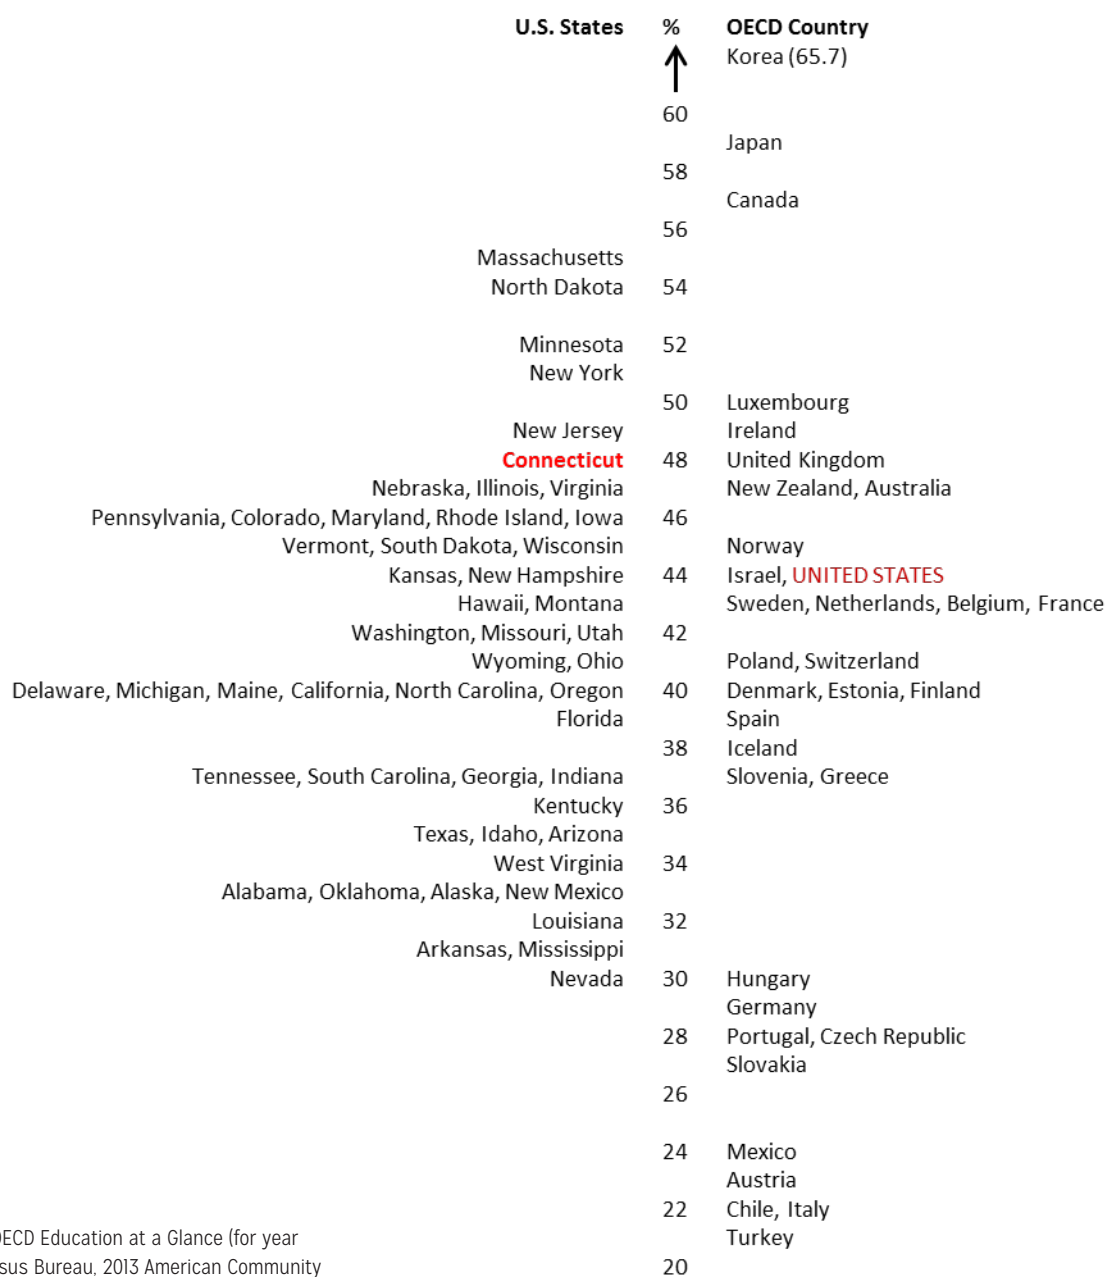 U.S. States % OECD Country
Korea (65.7)
60
Japan
58
Canada
56
Massachusetts
North Dakota 54
Minnesota 52
New York
50 Luxembourg
New Jersey Ireland
Connecticut 48 United Kingdom
Nebraska, Illinois, Virginia New Zealand, Australia
Pennsylvania, Colorado, Maryland, Rhode Island, Iowa 46
Vermont, South Dakota, Wisconsin Norway
Kansas, New Hampshire 44 Israel, UNITED STATES
Hawaii, Montana Sweden, Netherlands, Belgium, France
Washington, Missouri, Utah 42
Wyoming, Ohio Poland, Switzerland
Delaware, Michigan, Maine, California, North Carolina, Oregon 40 Denmark, Estonia, Finland
Florida Spain
38 Iceland
Tennessee, South Carolina, Georgia, Indiana Slovenia, Greece
Kentucky 36
Texas, Idaho, Arizona
West Virginia 34
Alabama, Oklahoma, Alaska, New Mexico
Louisiana 32
Arkansas, Mississippi
Nevada 30 Hungary
Germany
28 Portugal, Czech Republic
Slovakia
26
24 Mexico
Austria
22 Chile, Italy
Turkey
20
OECD Education at a Glance (for year
sus Bureau, 2013 American Community